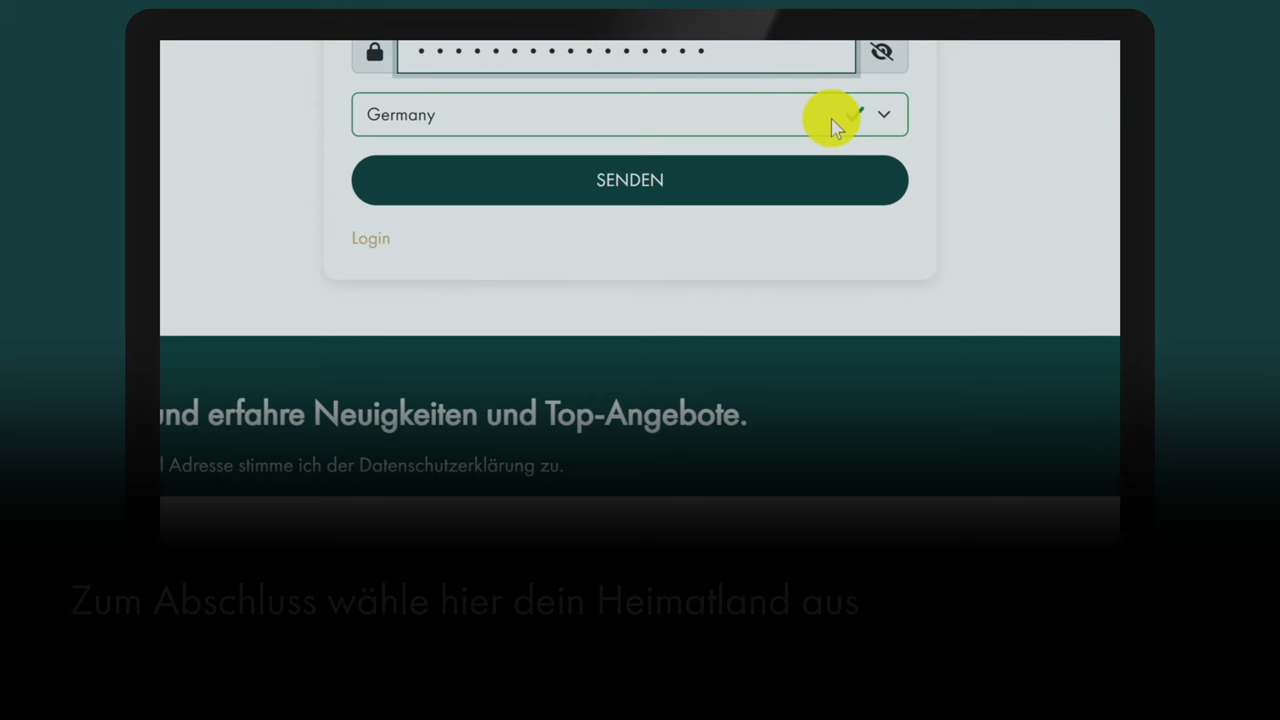 Germany
SENDEN
Login
und erfahre Neuigkeiten und Top-Angebote.
Adresse stimme ich der Datenschutzerklärung zu.
Zum Abschluss wähle hier dein Heimatland aus